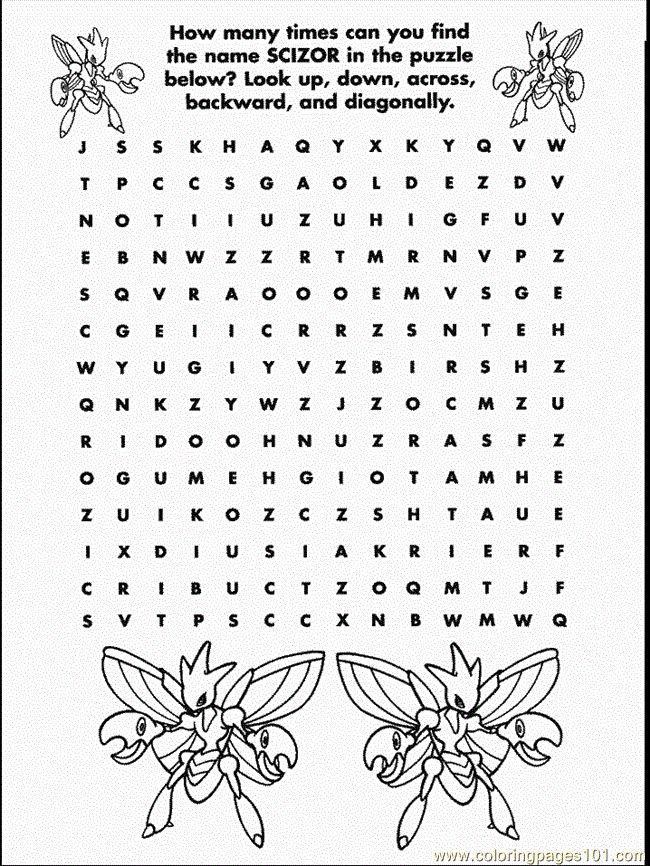 How many times can you find
the name SCIZOR in the puzzle
below? Look up, down, across,
backward, and diagonally.
J S S K H A Q Y X K Y Q V W
T P C C S G A O L D E Z D V
N O T I I U Z U H I G F U V
E B N W Z Z R T M R N V P Z
S Q V R A O O O E M V S G E
C G E I I C R R Z S N T E H
W Y U G I Y V Z B I R S H Z
Q N K Z Y W Z J Z O C M Z U
R I D O O H N U Z R A S F Z
O G U M E H G I O T A M H E
Z U I K O Z C Z S H T A U E
I X D I U S I A K R I E R F
C R I B U C T Z O Q M T J F
S V T P S C C X N B W M W Q
www.coloringpages101.com